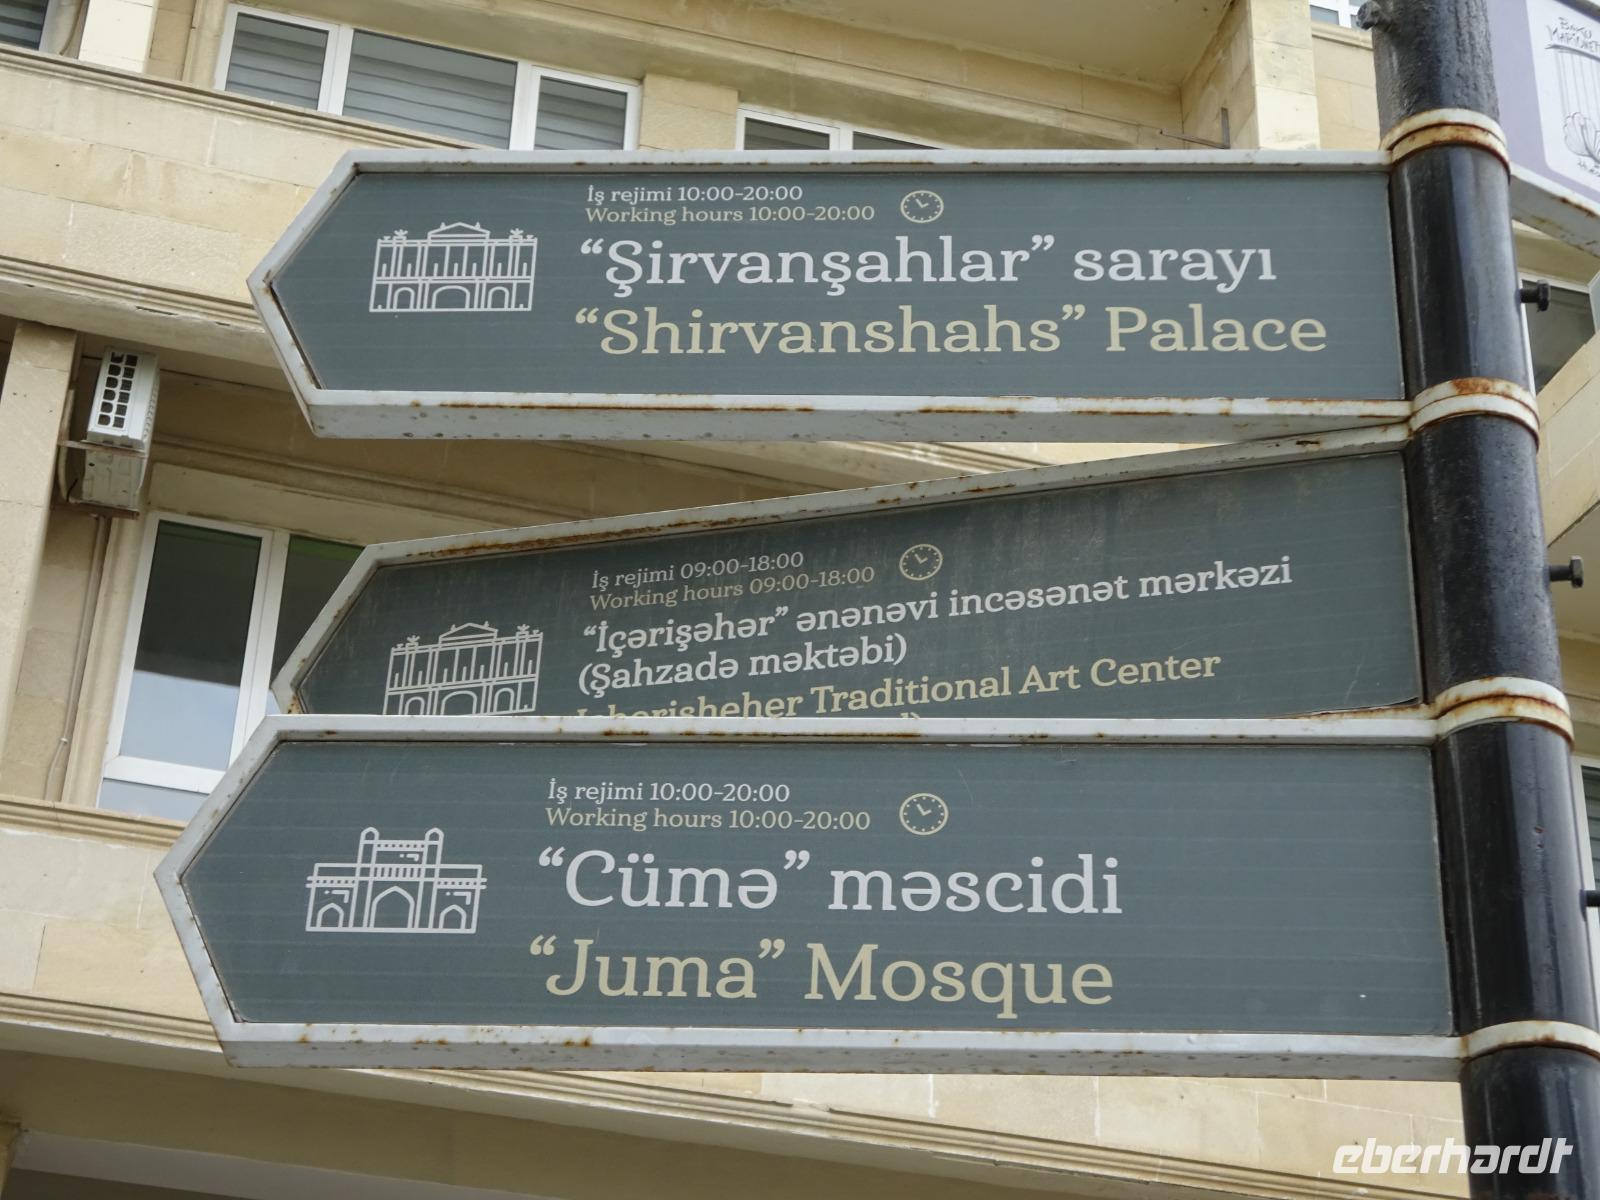 İş rejimi 10:00-20:00
Working hours 10:00-20:00
“Şirvanşahlar” sarayı
“Shirvanshahs” Palace
İş rejimi 09:00-18:00
Working hours 09:00-18:00
“İçərişəhər” ənənəvi incəsənət mərkəzi
(Şahzadə məktəbi)
Traditional Art Center
İş rejimi 10:00-20:00
Working hours 10:00-20:00
“Cümə” məscidi
“Juma” Mosque
eberhardt